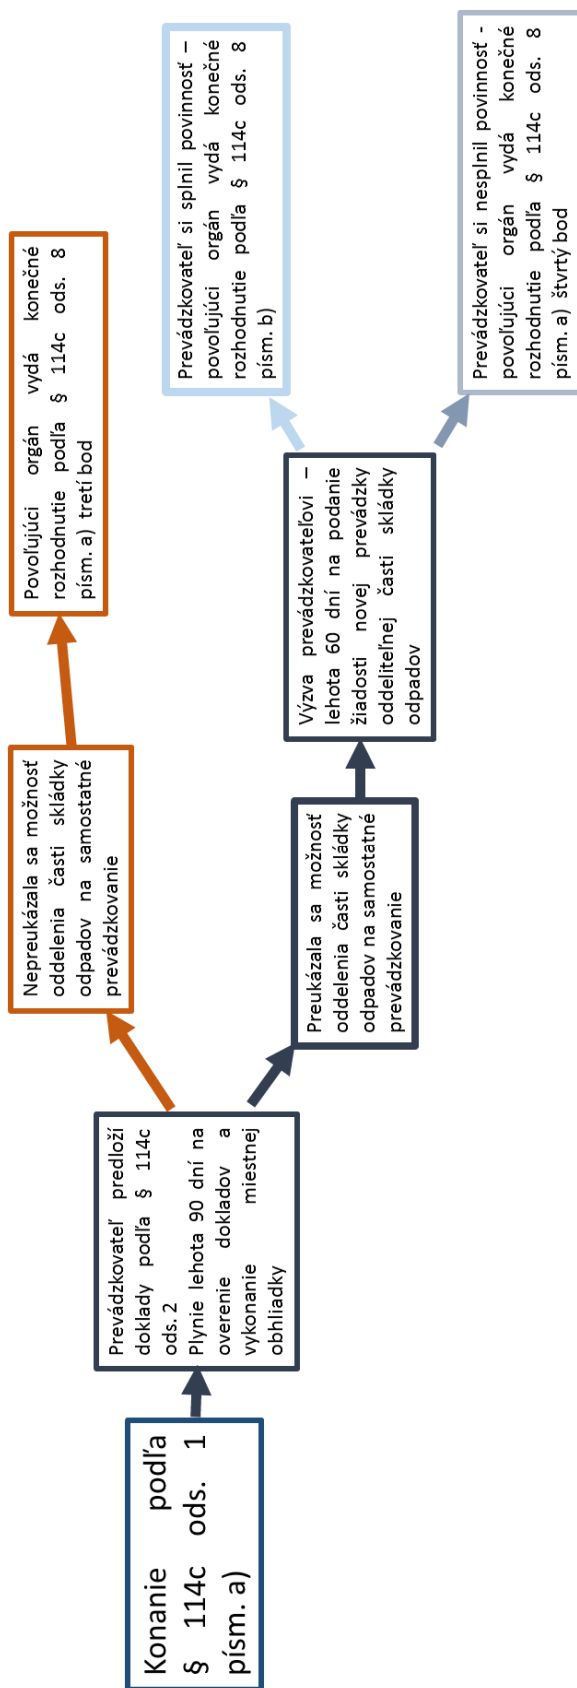 Konanie podľa
§ 114c ods. 1
písm. a)
Prevádzkovateľ predloží
doklady podľa § 114c
ods. 2
Plynie lehota 90 dní na
overenie dokladov a
vykonanie miestnej
obhliadky
Nepreukázala sa možnosť
oddelenia časti skládky
odpadov na samostatné
prevádzkovanie
Povoľujúci orgán vydá konečné
rozhodnutie podľa § 114c ods. 8
písm. a) tretí bod
Preukázala sa možnosť
oddelenia časti skládky
odpadov na samostatné
prevádzkovanie
Výzva prevádzkovateľovi –
lehota 60 dní na podanie
žiadosti novej prevádzky
oddeliteľnej časti skládky
odpadov
Prevádzkovateľ si splnil povinnosť –
povoľujúci orgán vydá konečné
rozhodnutie podľa § 114c ods. 8
písm. b)
Prevádzkovateľ si nesplnil povinnosť -
povoľujúci orgán vydá konečné
rozhodnutie podľa § 114c ods. 8
písm. a) štvrtý bod